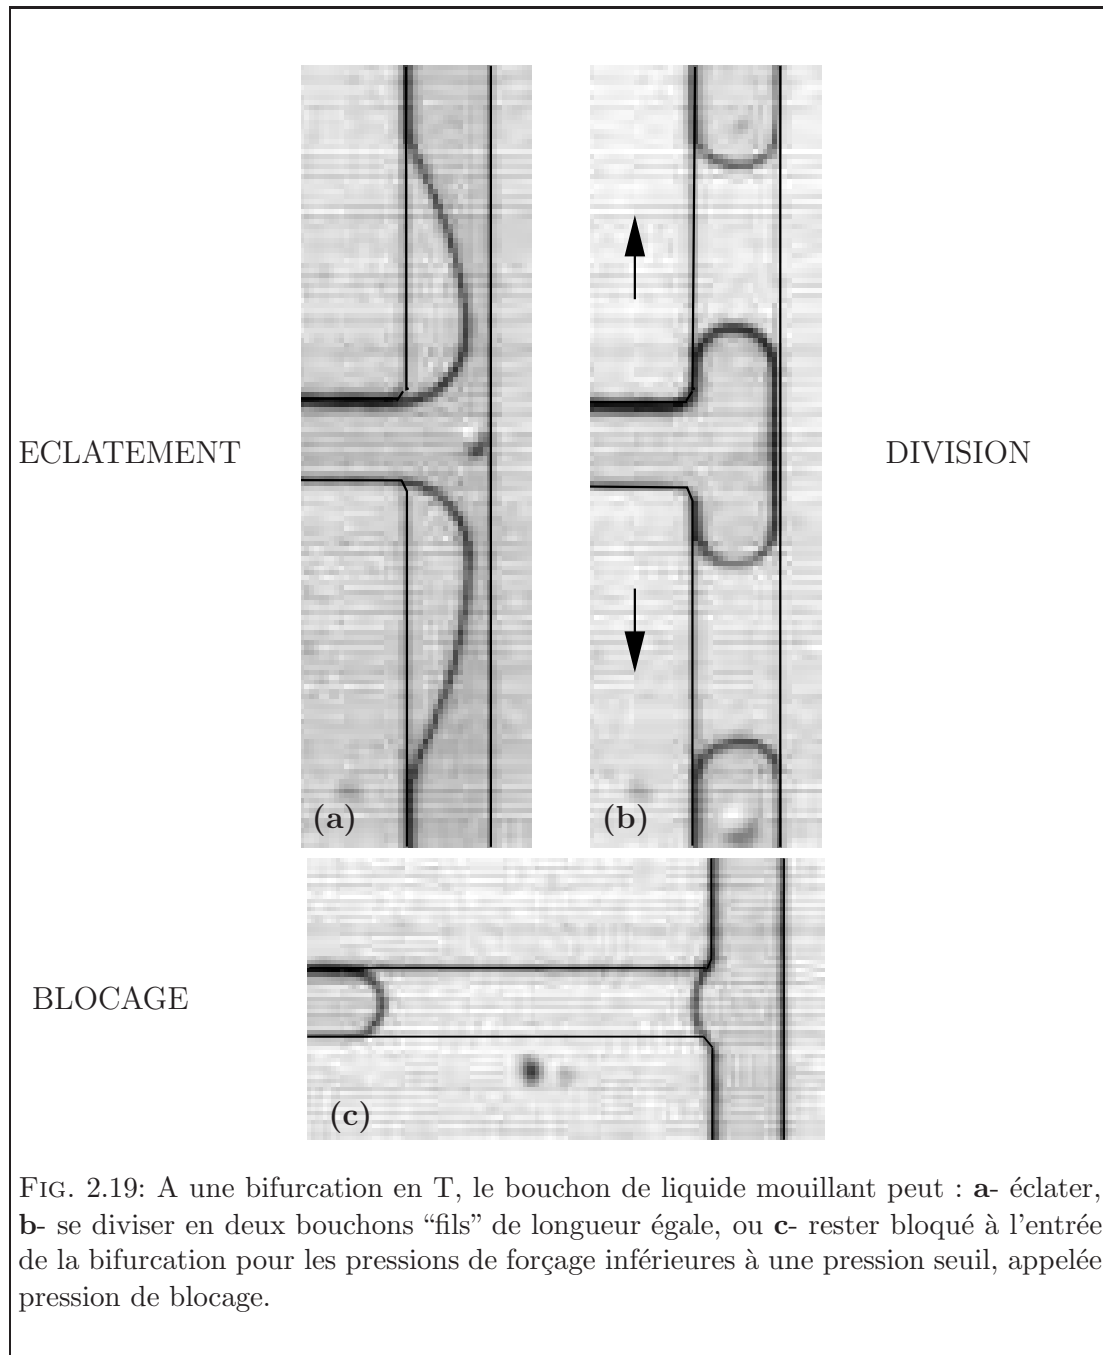 ECLATEMENT
DIVISION
(a)
(b)
BLOCAGE
(c)
FIG. 2.19: A une bifurcation en T, le bouchon de liquide mouillant peut : a- éclater,
b- se diviser en deux bouchons “fils” de longueur égale, ou c- rester bloqué à l'entrée
de la bifurcation pour les pressions de forçage inférieures à une pression seuil, appelée
pression de blocage.